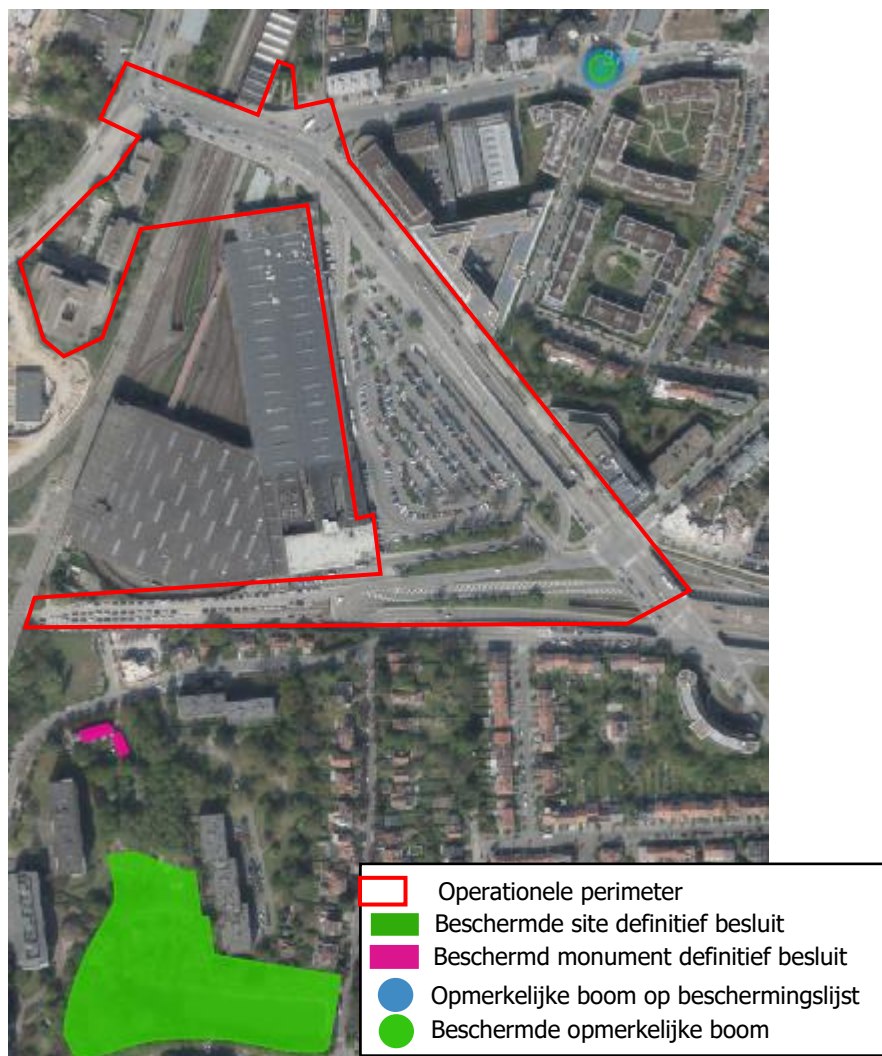 Operationele perimeter
Beschermde site definitief besluit
Beschermd monument definitief besluit
Opmerkelijke boom op beschermingslijst
Beschermde opmerkelijke boom